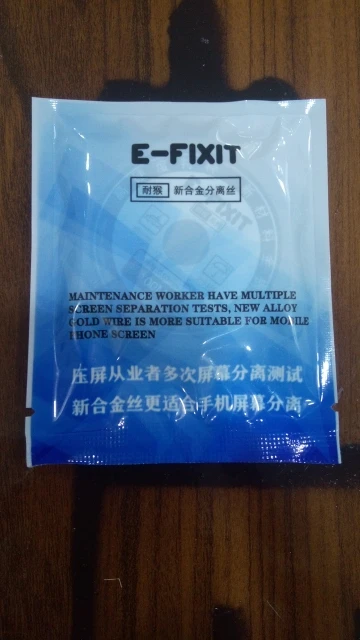 E-FIXIT
耐猴 新合金分离丝
MAINTENANCE WORKER HAVE MULTIPLE
SCREEN SEPARATION TESTS, NEW ALLOY
GOLD WIRE IS MORE SUITABLE FOR MOBILE
PHONE SCREEN
压屏从业者多次屏幕分离测试
新合金丝更适合手机屏幕分离